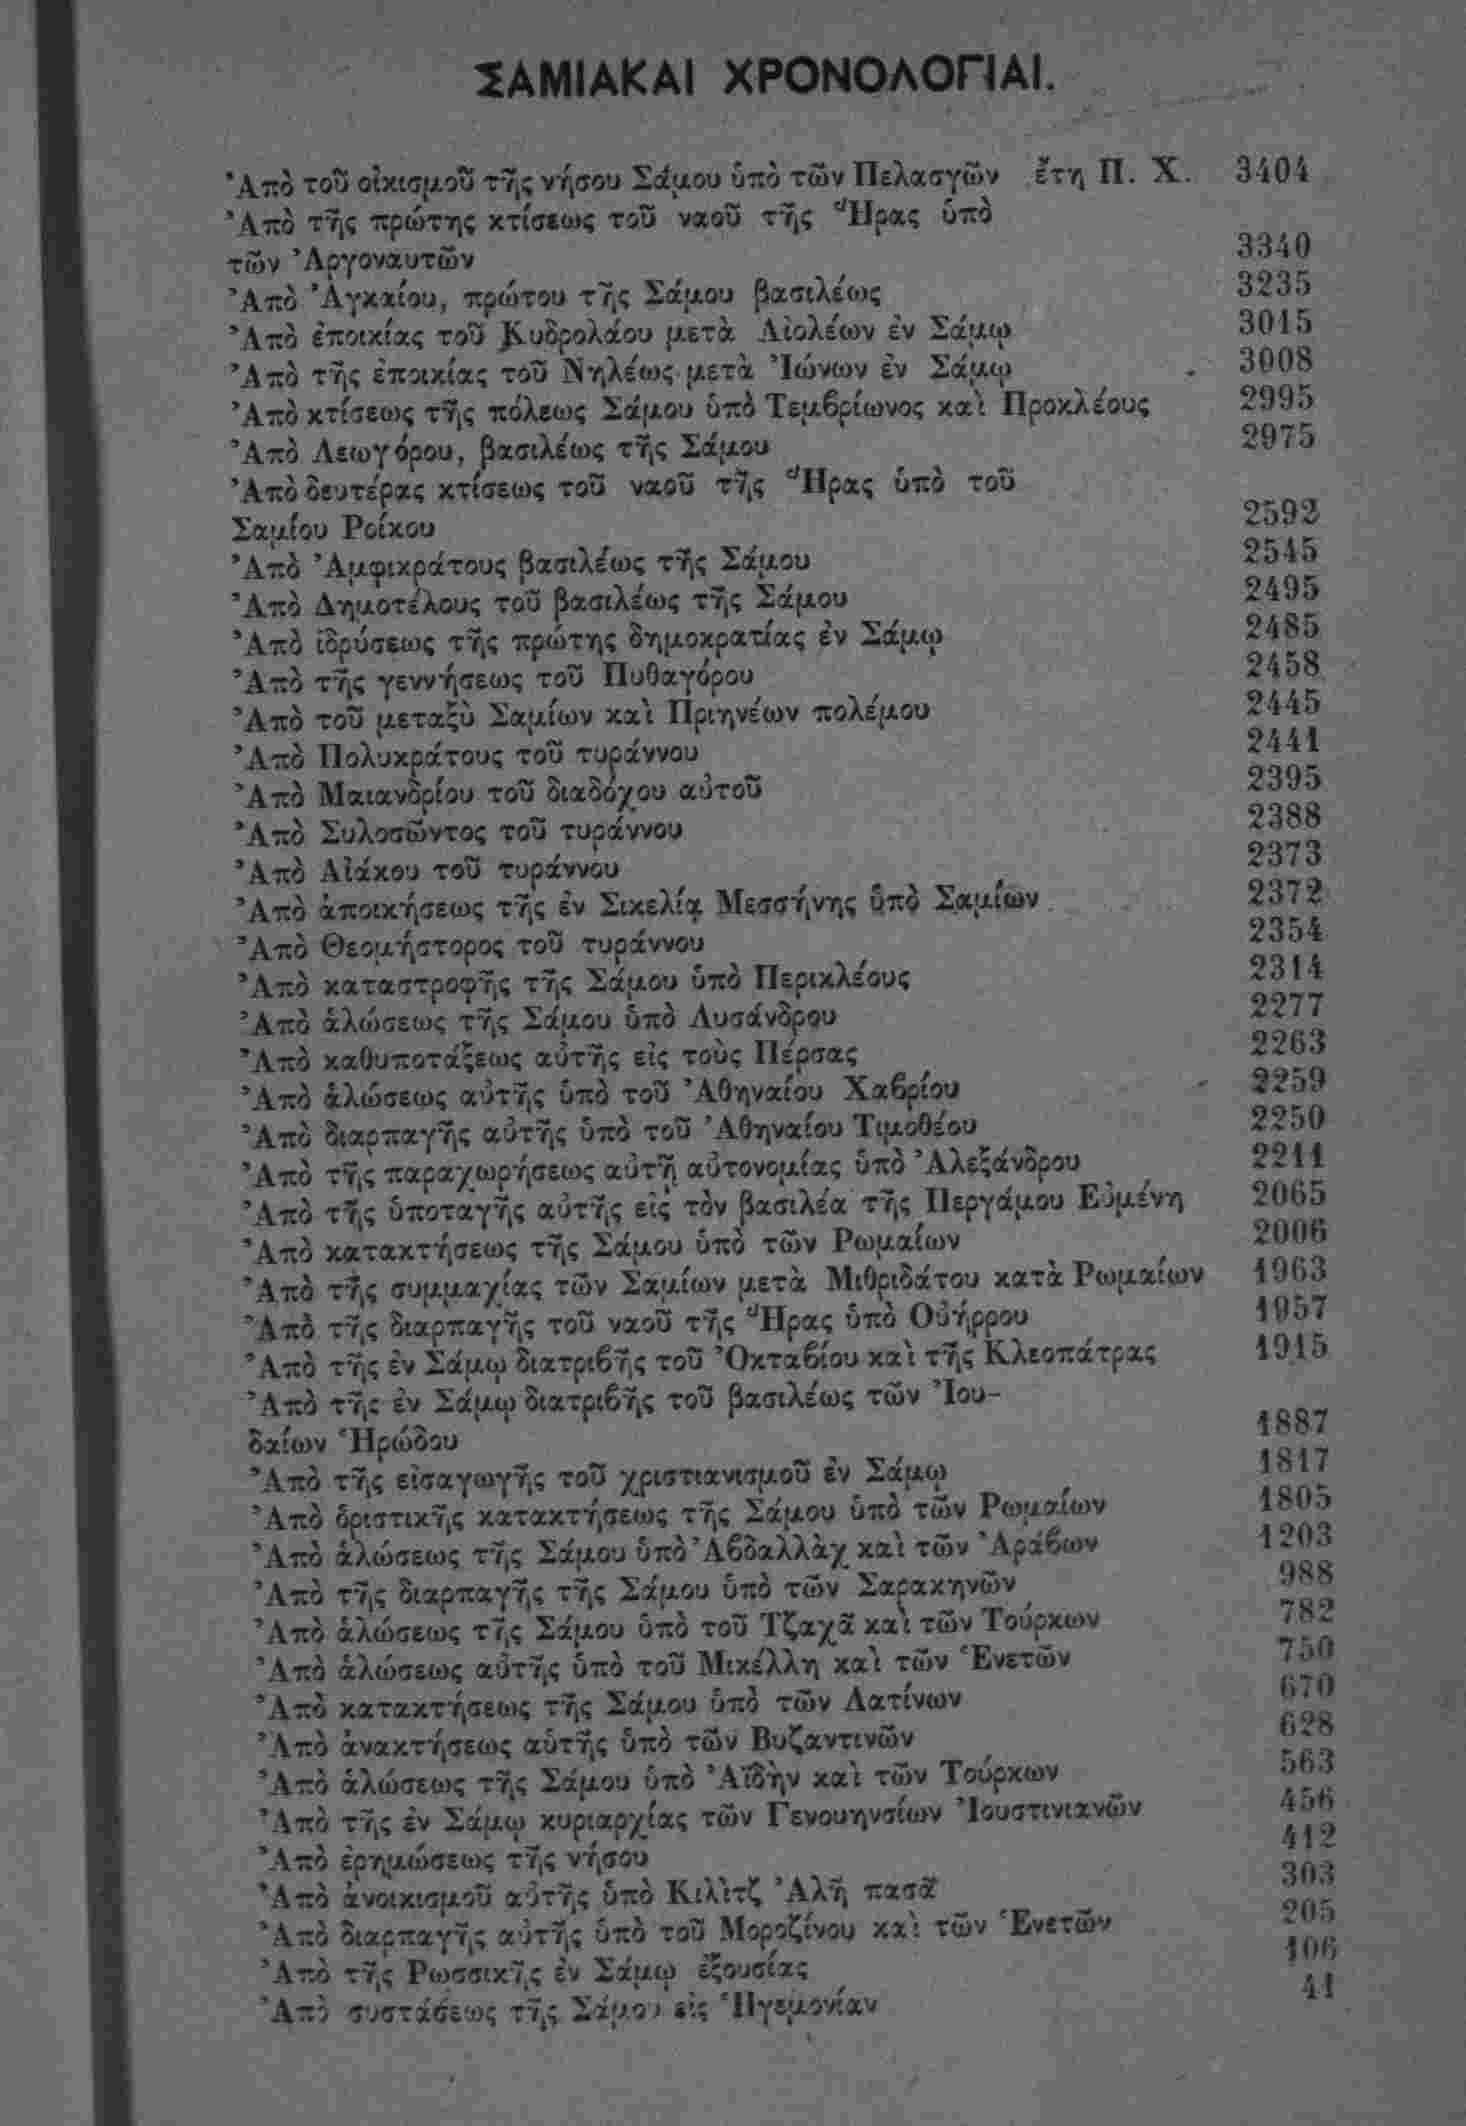 ΣΑΜΙΑΚΑΙ ΧΡΟΝΟΛΟΓΙΑΙ.
Ἀπὸ τοῦ οἰκισμοῦ τῆς νήσου Σάμου ὑπὸ τῶν Πελασγῶν ἔτη Π. Χ. 3404
Ἀπὸ τῆς πρώτης κτίσεως τοῦ ναοῦ τῆς Ἥρας ὑπὸ
τῶν Ἀργοναυτῶν 3340
Ἀπὸ Ἀγκαίου, πρώτου τῆς Σάμου βασιλέως 3235
Ἀπὸ ἐποικίας τοῦ Κυδρολάου μετὰ Αἰολέων ἐν Σάμῳ 3015
Ἀπὸ τῆς ἐποικίας τοῦ Νηλέως μετὰ Ἰώνων ἐν Σάμῳ 3008
Ἀπὸ κτίσεως τῆς πόλεως Σάμου ὑπὸ Τεμβρίωνος καὶ Προκλέους 2995
Ἀπὸ Λεωγόρου, βασιλέως τῆς Σάμου 2975
Ἀπὸ δευτέρας κτίσεως τοῦ ναοῦ τῆς Ἥρας ὑπὸ τοῦ
Σαμίου Ροίκου 2592
Ἀπὸ Ἀμφικράτους βασιλέως τῆς Σάμου 2545
Ἀπὸ Δημοτέλους τοῦ βασιλέως τῆς Σάμου 2495
Ἀπὸ ἱδρύσεως τῆς πρώτης δημοκρατίας ἐν Σάμῳ 2485
Ἀπὸ τῆς γεννήσεως τοῦ Πυθαγόρου 2458
Ἀπὸ τοῦ μεταξὺ Σαμίων καὶ Πριηνέων πολέμου 2445
Ἀπὸ Πολυκράτους τοῦ τυράννου 2441
Ἀπὸ Μαιανδρίου τοῦ διαδόχου αὐτοῦ 2395
Ἀπὸ Συλοσῶντος τοῦ τυράννου 2388
Ἀπὸ Αἰάκου τοῦ τυράννου 2373
Ἀπὸ ἀποικήσεως τῆς ἐν Σικελίᾳ Μεσσήνης ὑπὸ Σαμίων 2372
Ἀπὸ Θεομήστορος τοῦ τυράννου 2354
Ἀπὸ καταστροφῆς τῆς Σάμου ὑπὸ Περικλέους 2314
Ἀπὸ ἁλώσεως τῆς Σάμου ὑπὸ Λυσάνδρου 2277
Ἀπὸ καθυποτάξεως αὐτῆς εἰς τοὺς Πέρσας 2263
Ἀπὸ ἁλώσεως αὐτῆς ὑπὸ τοῦ Ἀθηναίου Χαβρίου 2259
Ἀπὸ διαρπαγῆς αὐτῆς ὑπὸ τοῦ Ἀθηναίου Τιμοθέου 2250
Ἀπὸ τῆς παραχωρήσεως αὐτῇ αὐτονομίας ὑπὸ Ἀλεξάνδρου 2211
Ἀπὸ τῆς ὑποταγῆς αὐτῆς εἰς τὸν βασιλέα τῆς Περγάμου Εὐμένη 2065
Ἀπὸ κατακτήσεως τῆς Σάμου ὑπὸ τῶν Ρωμαίων 2006
Ἀπὸ τῆς συμμαχίας τῶν Σαμίων μετὰ Μιθριδάτου κατὰ Ρωμαίων 1963
Ἀπὸ τῆς διαρπαγῆς τοῦ ναοῦ τῆς Ἥρας ὑπὸ Οὐήρρου 1957
Ἀπὸ τῆς ἐν Σάμῳ διατριβῆς τοῦ Ὀκταβίου καὶ τῆς Κλεοπάτρας 1915
Ἀπὸ τῆς ἐν Σάμῳ διατριβῆς τοῦ βασιλέως τῶν Ἰου-
δαίων Ἡρώδου 1887
Ἀπὸ τῆς εἰσαγωγῆς τοῦ χριστιανισμοῦ ἐν Σάμῳ 1817
Ἀπὸ ὁριστικῆς κατακτήσεως τῆς Σάμου ὑπὸ τῶν Ρωμαίων 1805
Ἀπὸ ἁλώσεως τῆς Σάμου ὑπὸ Ἀβδαλλὰχ καὶ τῶν Ἀράβων 1203
Ἀπὸ τῆς διαρπαγῆς τῆς Σάμου ὑπὸ τῶν Σαρακηνῶν 988
Ἀπὸ ἁλώσεως τῆς Σάμου ὑπὸ τοῦ Τζαχᾶ καὶ τῶν Τούρκων 782
Ἀπὸ ἁλώσεως αὐτῆς ὑπὸ τοῦ Μικέλλη καὶ τῶν Ἑνετῶν 750
Ἀπὸ κατακτήσεως τῆς Σάμου ὑπὸ τῶν Λατίνων 670
Ἀπὸ ἀνακτήσεως αὐτῆς ὑπὸ τῶν Βυζαντινῶν 628
Ἀπὸ ἁλώσεως τῆς Σάμου ὑπὸ Ἀϊδὴν καὶ τῶν Τούρκων 563
Ἀπὸ τῆς ἐν Σάμῳ κυριαρχίας τῶν Γενουηνσίων Ἰουστινιανῶν 456
Ἀπὸ ἐρημώσεως τῆς νήσου 412
Ἀπὸ ἀνοικισμοῦ αὐτῆς ὑπὸ Κιλὶτζ Ἀλῆ πασᾶ 303
Ἀπὸ διαρπαγῆς αὐτῆς ὑπὸ τοῦ Μοροζίνου καὶ τῶν Ἑνετῶν 205
Ἀπὸ τῆς Ρωσσικῆς ἐν Σάμῳ ἐξουσίας 106
Ἀπὸ συστάσεως τῆς Σάμου εἰς Ἡγεμονίαν 41